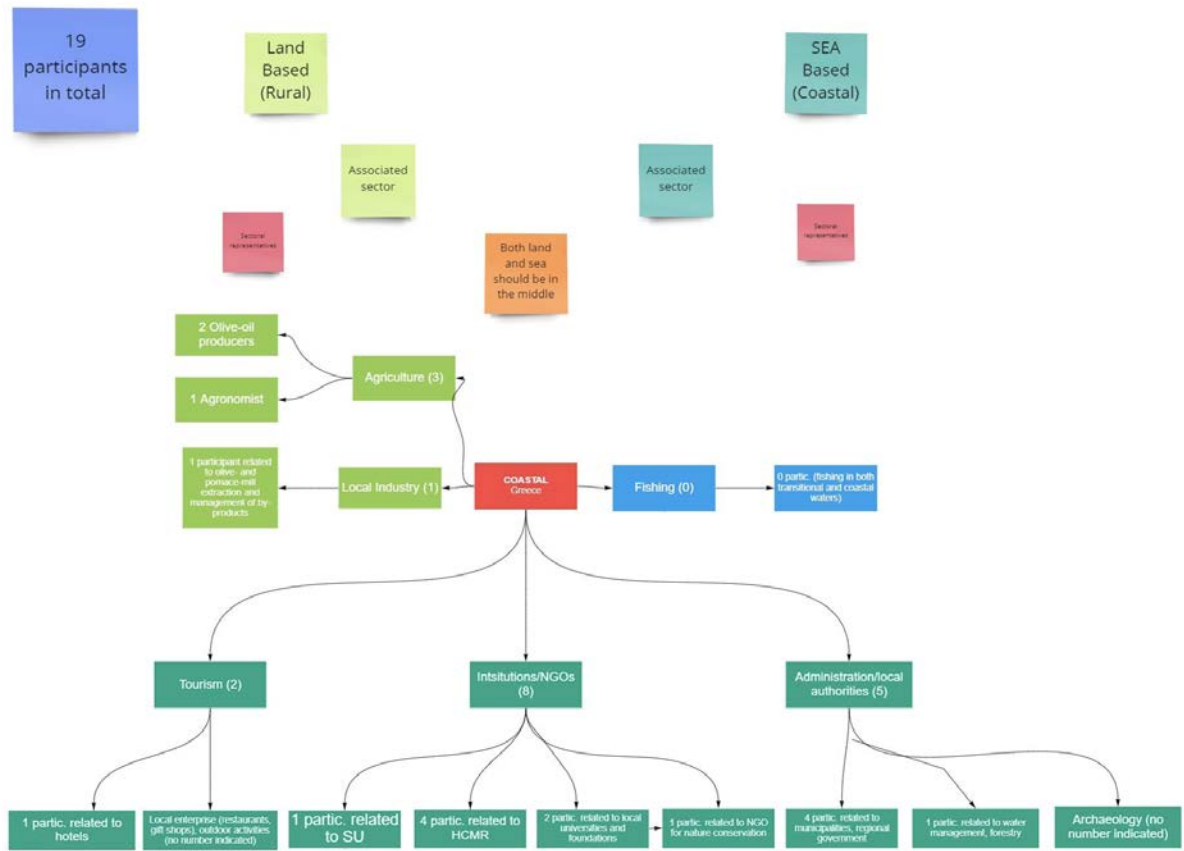 19
participants
in total
Land
Based
(Rural)
SEA
Based
(Coastal)
Associated
sector
Associated
sector
Sectoral
representatives
Sectoral
representatives
Both land
and sea
should be in
the middle
2 Olive-oil
producers
Agriculture (3)
1 Agronomist
1 participant related
to olive- and
pomace-mill
extraction and
management of by-
products
Local Industry (1)
COASTAL
Greece
Fishing (0)
0 partic. (fishing in both
transitional and coastal
waters)
Tourism (2)
Intsitutions/NGOs
(8)
Administration/local
authorities (5)
1 partic. related to
hotels
Local enterprise (restaurants,
gift shops), outdoor activities
(no number indicated)
1 partic. related
to SU
4 partic. related to
HCMR
2 partic. related to local
universities and
foundations
1 partic. related to NGO
for nature conservation
4 partic. related to
municipalities, regional
government
1 partic. related to water
management, forestry
Archaeology (no
number indicated)